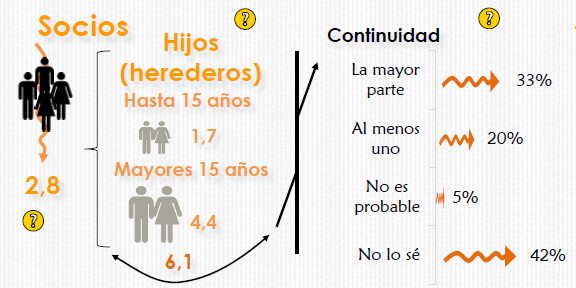 Socios
2,8
?
?
Hijos
(herederos)
Hasta 15 años
1,7
Mayores 15 años
4,4
6,1
?
Continuidad
La mayor
parte
33%
Al menos
uno
20%
No es
probable
5%
No lo sé
42%